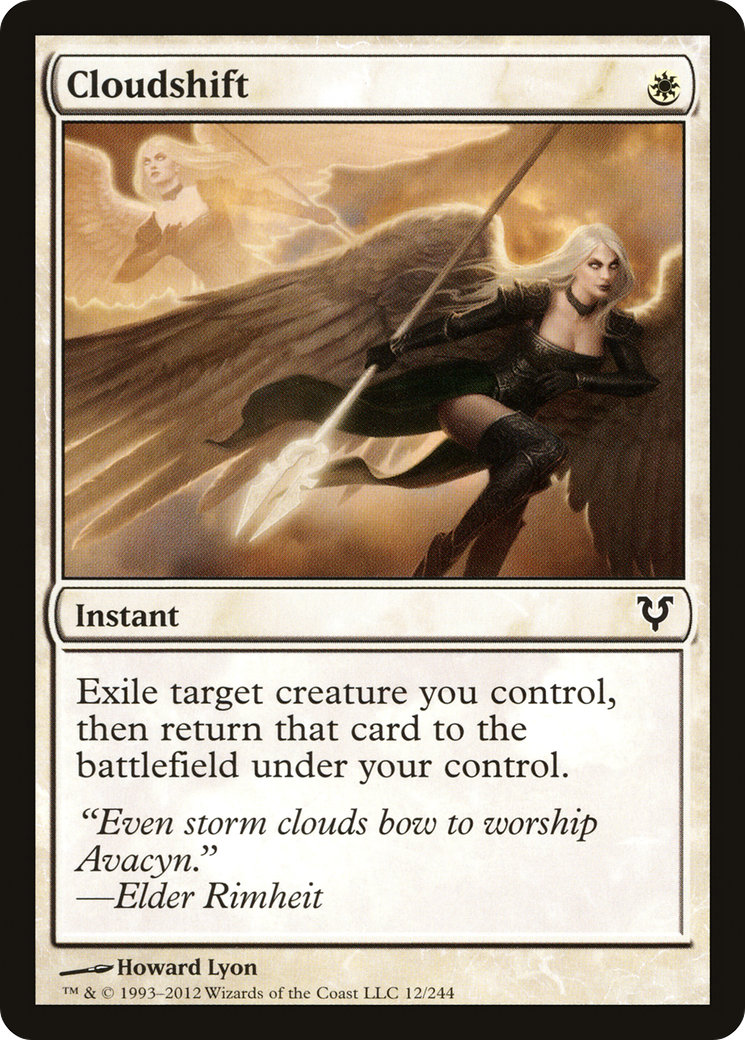 Cloudshift
Instant
Exile target creature you control,
then return that card to the
battlefield under your control.
“Even storm clouds bow to worship
Avacyn.”
—Elder Rimheit
Howard Lyon
™ & © 1993–2012 Wizards of the Coast LLC 12/244